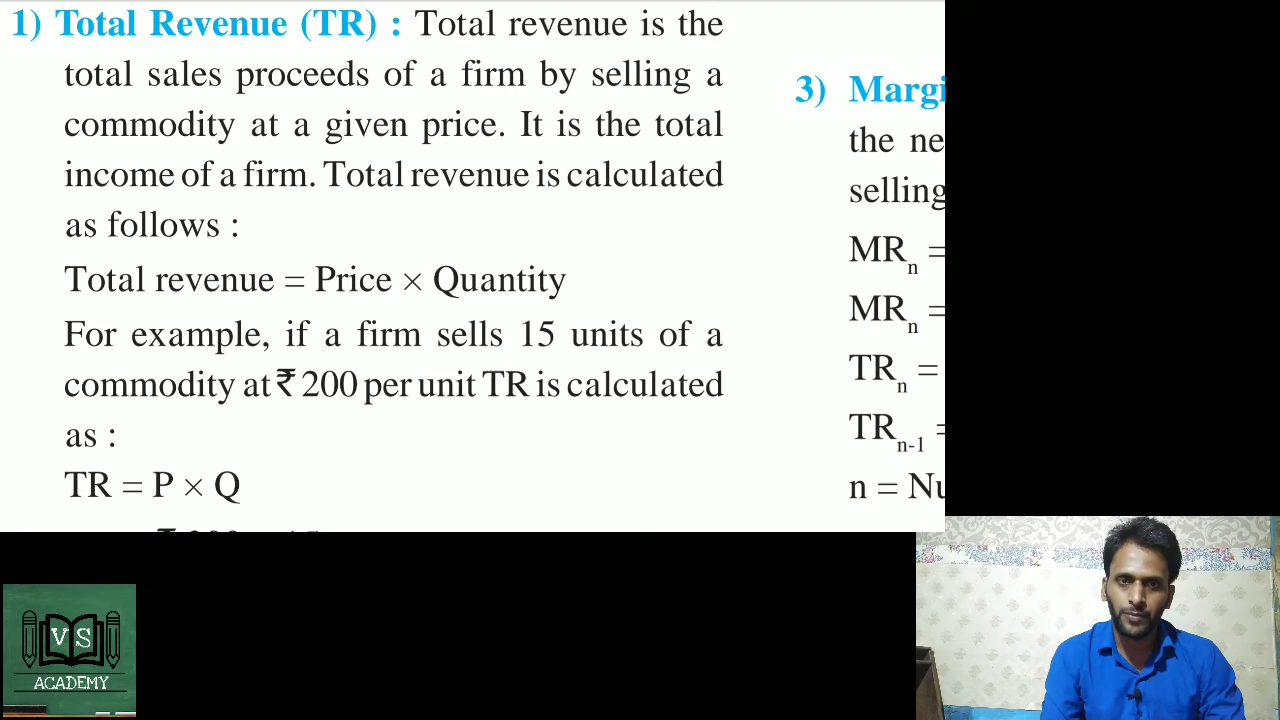 1) Total Revenue (TR) : Total revenue is the
total sales proceeds of a firm by selling a
commodity at a given price. It is the total
income of a firm. Total revenue is calculated
as follows :
Total revenue = Price × Quantity
For example, if a firm sells 15 units of a
commodity at ₹ 200 per unit TR is calculated
as :
TR = P × Q
3) Margi
the ne
selling
MRn =
MRn =
TRn =
TRn-1 =
n = Nu
VS
ACADEMY